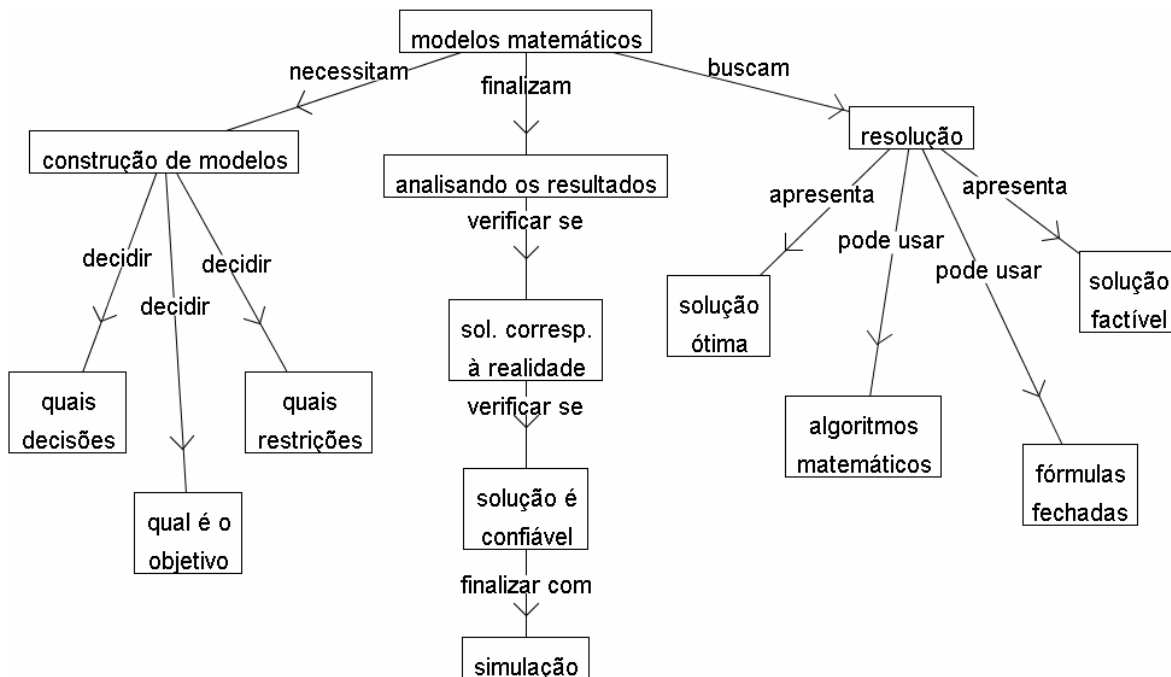 modelos matemáticos
necessitam
finalizam
buscam
construção de modelos
analisando os resultados
resolução
decidir
decidir
decidir
verificar se
apresenta
pode usar
pode usar
apresenta
quais
decisões
qual é o
objetivo
quais
restrições
sol. corresp.
à realidade
verificar se
solução é
confiável
finalizar com
simulação
solução
ótima
algoritmos
matemáticos
fórmulas
fechadas
solução
factível